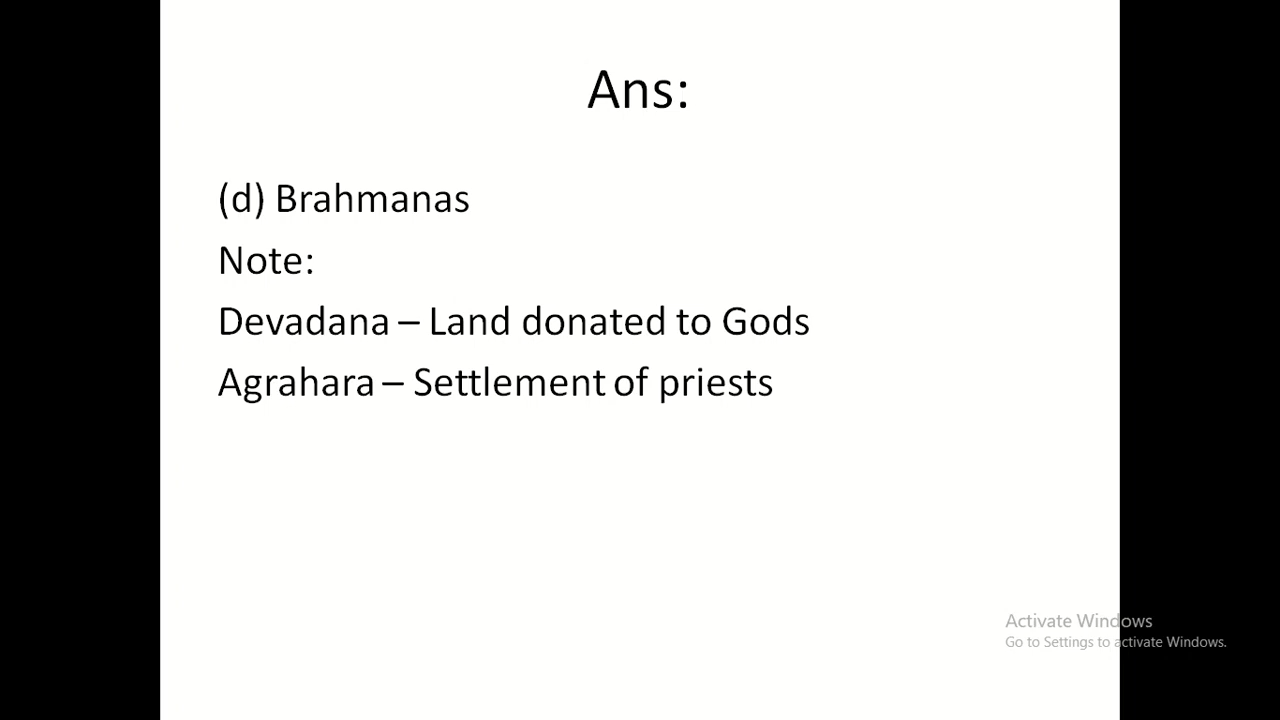 Ans:
(d) Brahmanas
Note:
Devadana – Land donated to Gods
Agrahara – Settlement of priests
Activate Windows
Go to Settings to activate Windows.